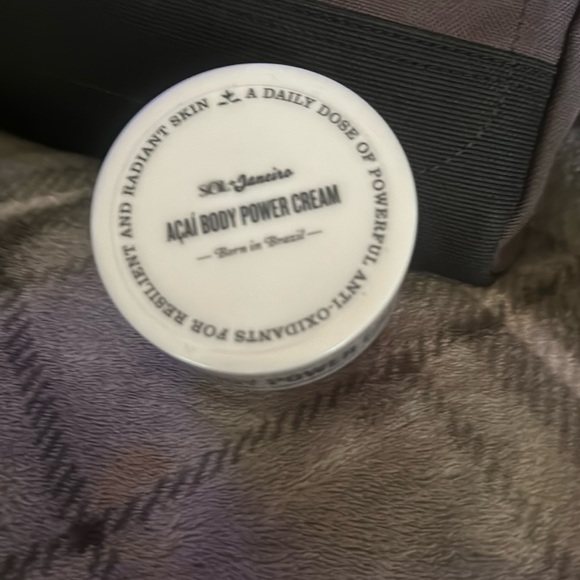 A DAILY DOSE OF POWERFUL ANTI-OXIDANTS FOR RESILIENT AND RADIANT SKIN
SOL de Janeiro
AÇAÍ BODY POWER CREAM
— Born in Brazil —
POWER